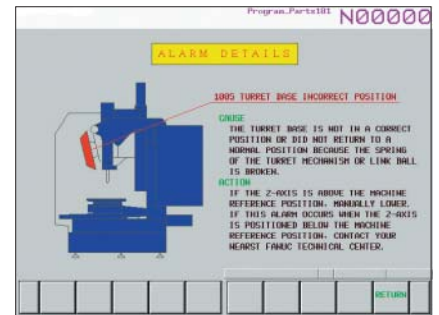 Program_Parts101 N00000
ALARM DETAILS
1005 TURRET BASE INCORRECT POSITION
CAUSE
THE TURRET BASE IS NOT IN A CORRECT
POSITION OR DID NOT RETURN TO A
NORMAL POSITION BECAUSE THE SPRING
OF THE TURRET MECHANISM OR LINK BALL
IS BROKEN.
ACTION
IF THE Z-AXIS IS ABOVE THE MACHINE
REFERENCE POSITION, MANUALLY LOWER.
IF THIS ALARM OCCURS WHEN THE Z-AXIS
IS POSITIONED BELOW THE MACHINE
REFERENCE POSITION, CONTACT YOUR
NEARST FANUC TECHNICAL CENTER.
RETURN